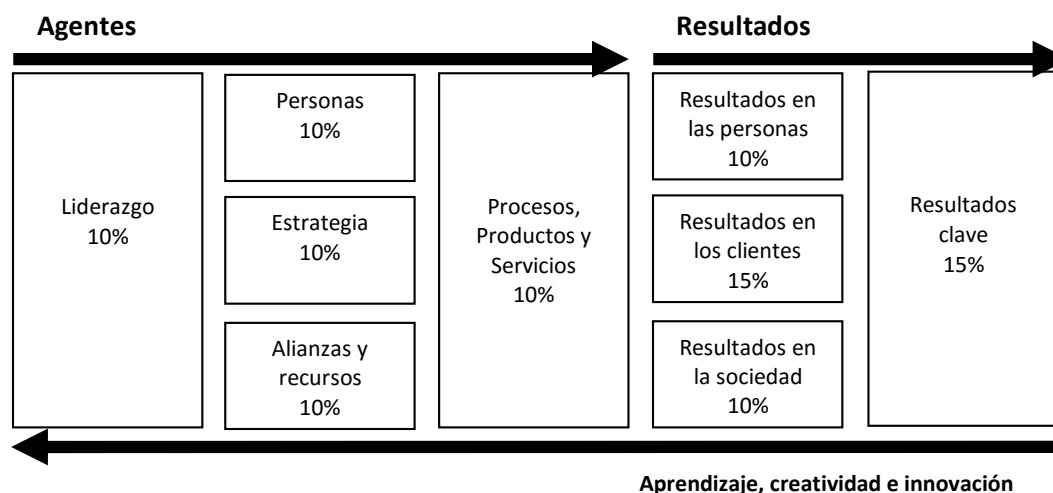 Agentes
Resultados
Liderazgo
10%
Personas
10%
Estrategia
10%
Alianzas y
recursos
10%
Procesos,
Productos y
Servicios
10%
Resultados en
las personas
10%
Resultados en
los clientes
15%
Resultados en
la sociedad
10%
Resultados
clave
15%
Aprendizaje, creatividad e innovación